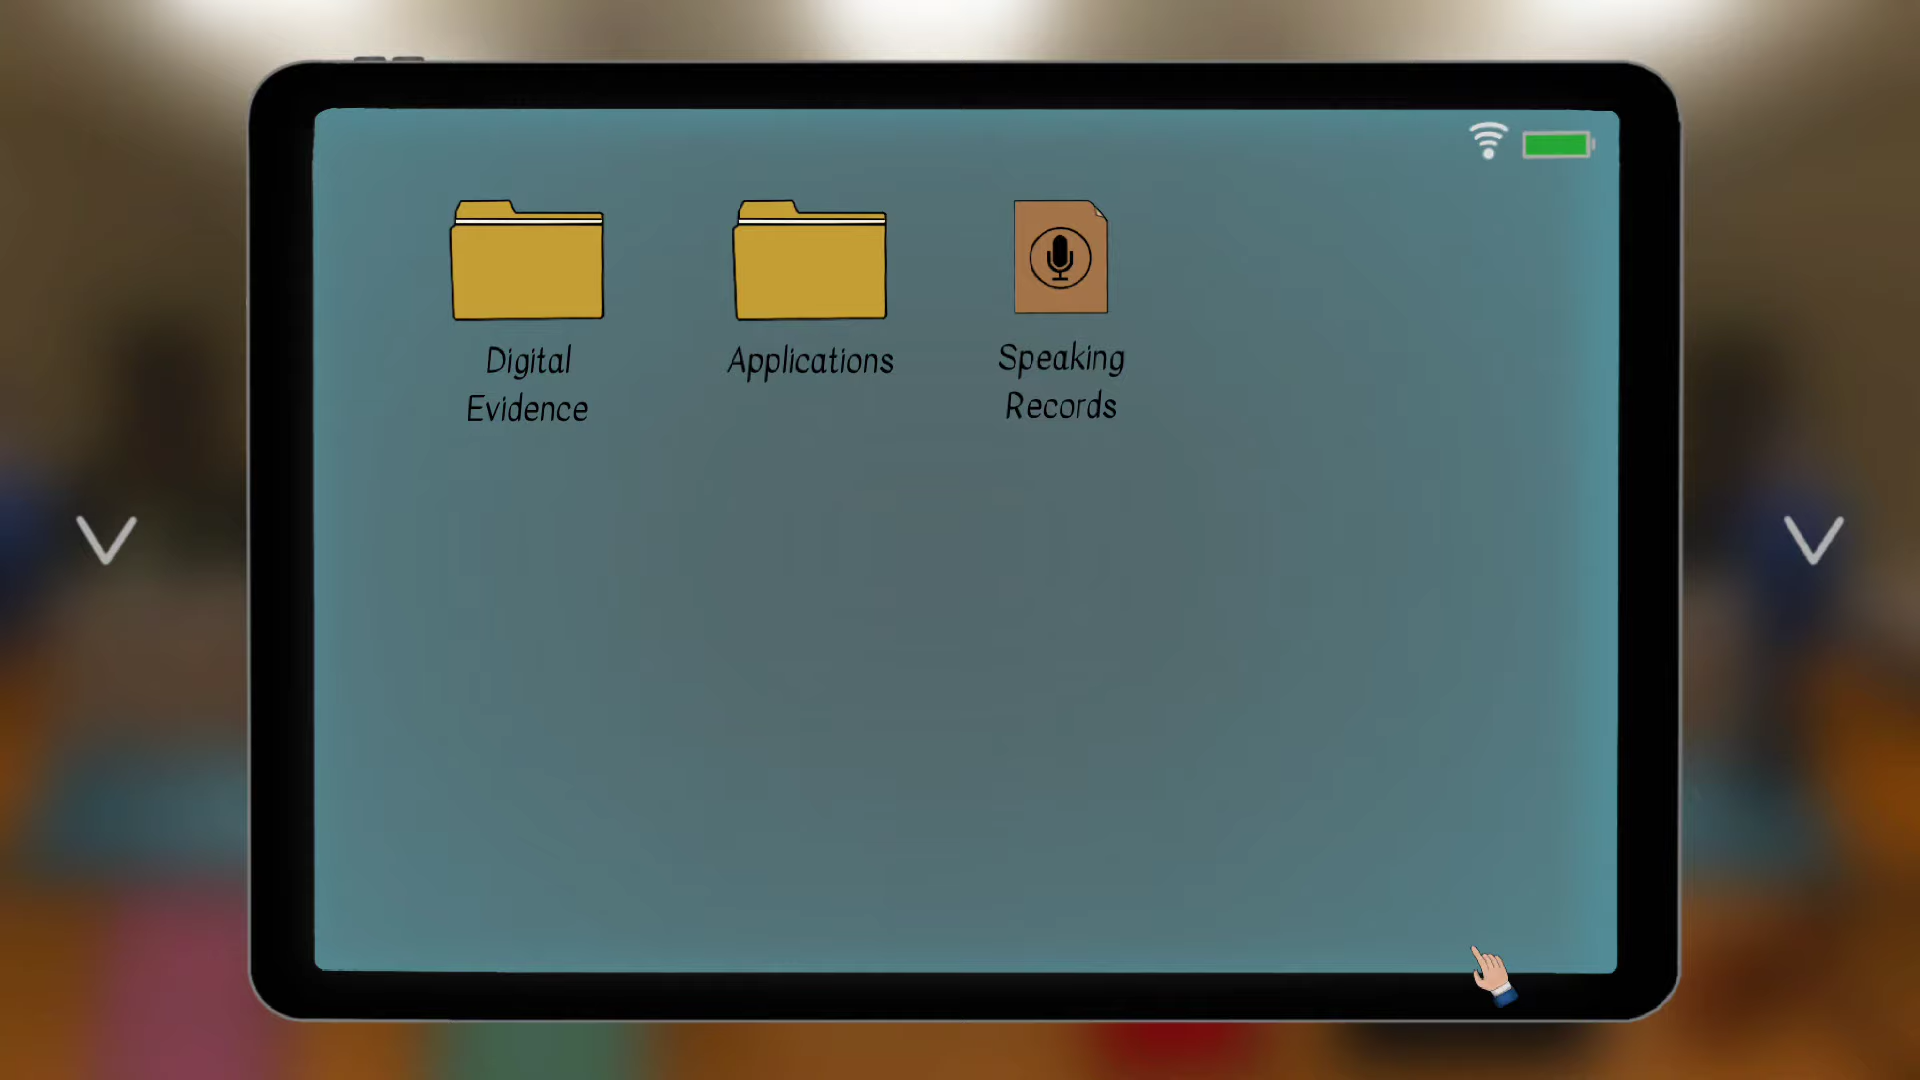 Digital
Evidence
Applications
Speaking
Records